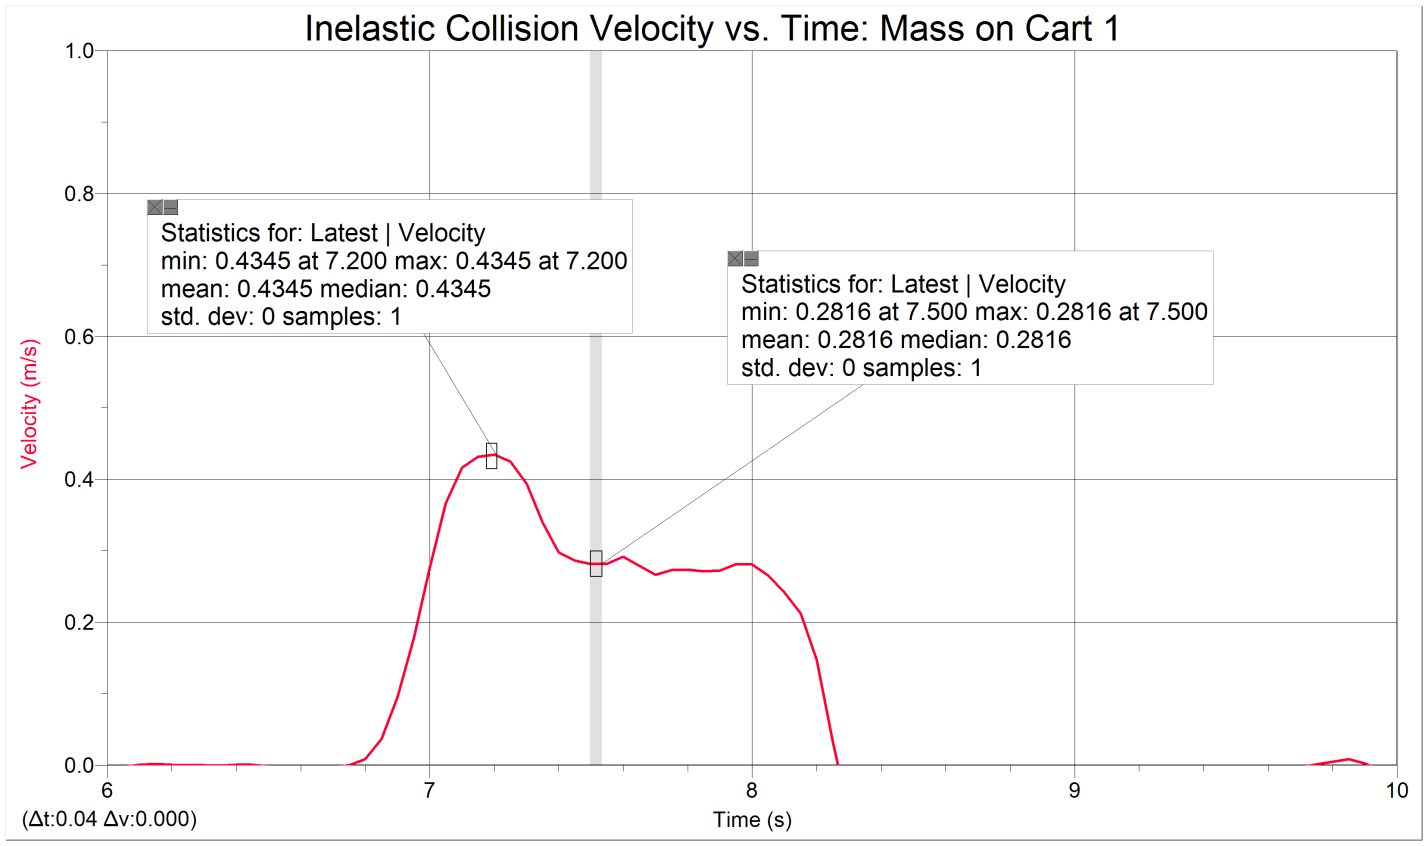 Inelastic Collision Velocity vs. Time: Mass on Cart 1
1.0
0.8
Statistics for: Latest | Velocity
min: 0.4345 at 7.200 max: 0.4345 at 7.200
mean: 0.4345 median: 0.4345
std. dev: 0 samples: 1
Statistics for: Latest | Velocity
min: 0.2816 at 7.500 max: 0.2816 at 7.500
mean: 0.2816 median: 0.2816
std. dev: 0 samples: 1
0.6
Velocity (m/s)
0.4
0.2
0.0
6 7 8 9 10
(Δt:0.04 Δv:0.000)
Time (s)